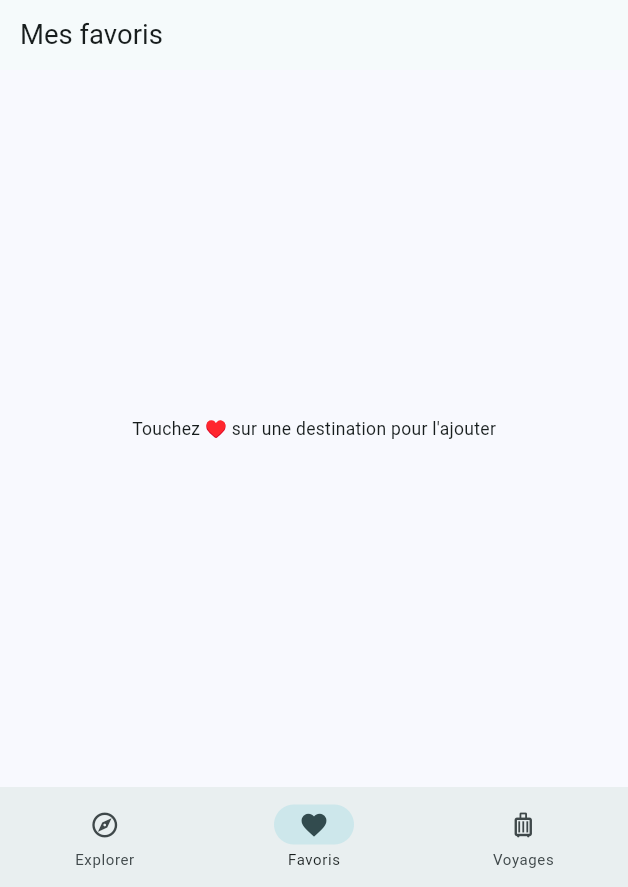 Mes favoris
Touchez ❤️ sur une destination pour l'ajouter
Explorer
Favoris
Voyages